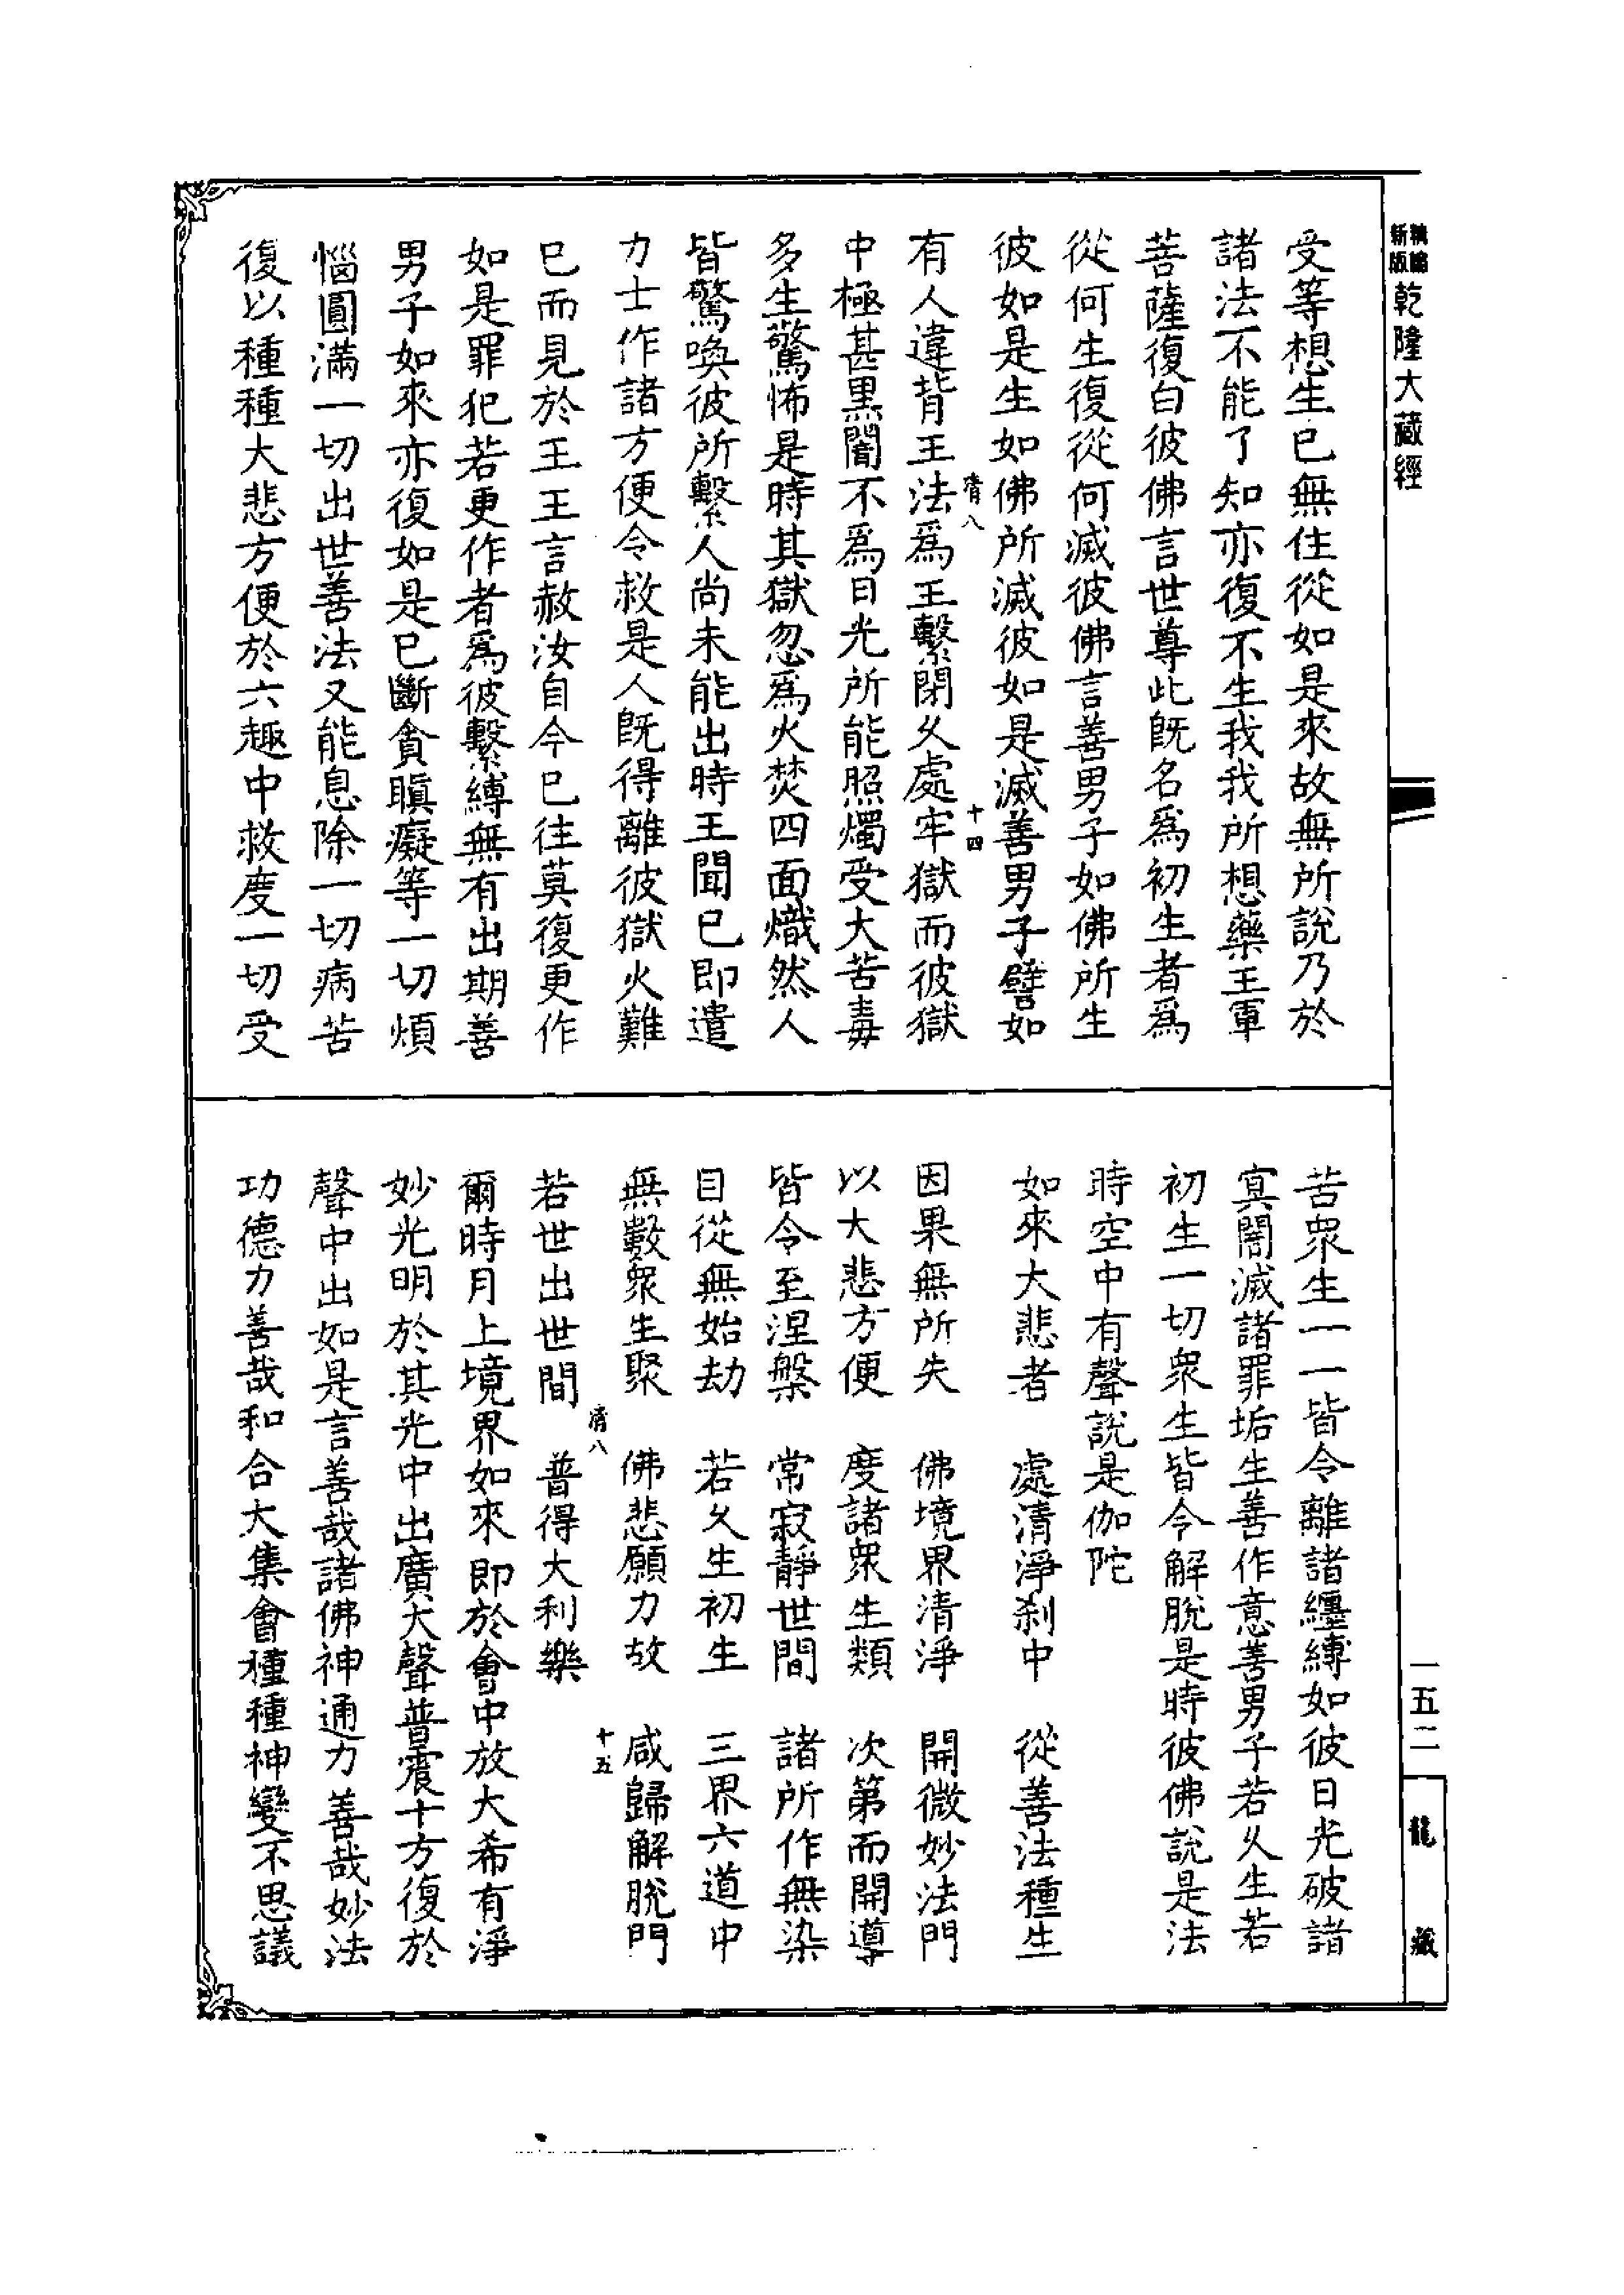 新版
乾隆大藏經
受等想生已無住從如是來故無所說乃於
諸法不能了知亦復不生我我所想藥王軍
菩薩復白彼佛言世尊此旣名爲初生者爲
從何生復從何滅彼佛言善男子如佛所生
彼如是生如佛所滅彼如是滅善男子譬如
清八
十四
有人違背王法爲王繫閉久處牢獄而彼獄
中極甚黑闇不爲日光所能照燭受大苦毒
多生驚怖是時其獄忽爲火焚四面熾然人
皆驚喚彼所繫人尚未能出時王聞已即遣
力士作諸方便令救是人旣得離彼獄火難
已而見於王王言赦汝自今已往莫復更作
如是罪犯若更作者爲彼繫縛無有出期善
男子如來亦復如是已斷貪瞋癡等一切煩
惱圓滿一切出世善法又能息除一切病苦
復以種種大悲方便於六趣中救度一切受
苦衆生一一皆令離諸纏縛如彼日光破諸
冥闇滅諸罪垢生善作意善男子若久生若
初生一切衆生皆令解脫是時彼佛說是法
時空中有聲說是伽陀
如來大悲者　處清淨剎中　從善法種生
因果無所失　佛境界清淨　開微妙法門
以大悲方便　度諸衆生類　次第而開導
皆令至涅槃　常寂靜世間　諸所作無染
目從無始劫　若久生初生　三界六道中
無數衆生聚　佛悲願力故　咸歸解脫門
清八
十五
若世出世間　普得大利樂
爾時月上境界如來即於會中放大希有淨
妙光明於其光中出廣大聲普震十方復於
聲中出如是言善哉諸佛神通力善哉妙法
功德力善哉和合大集會種種神變不思議
一五二
龍藏